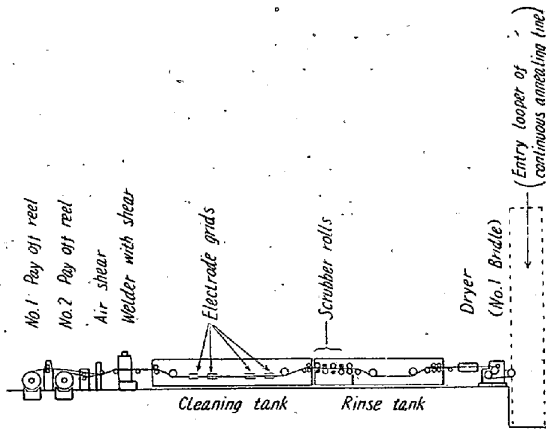 No.1 Pay off reel
No.2 Pay off reel
Air shear
Welder with shear
Electrode grids
Scrubber rolls
Dryer
(No.1 Bridle)
(Entry looper of
continuous annealing line)
Cleaning tank
Rinse tank